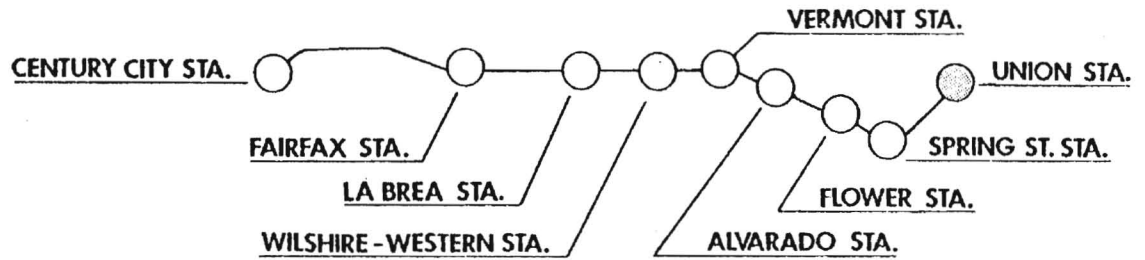 VERMONT STA.
CENTURY CITY STA.
UNION STA.
FAIRFAX STA.
SPRING ST. STA.
LA BREA STA.
FLOWER STA.
WILSHIRE-WESTERN STA.
ALVARADO STA.